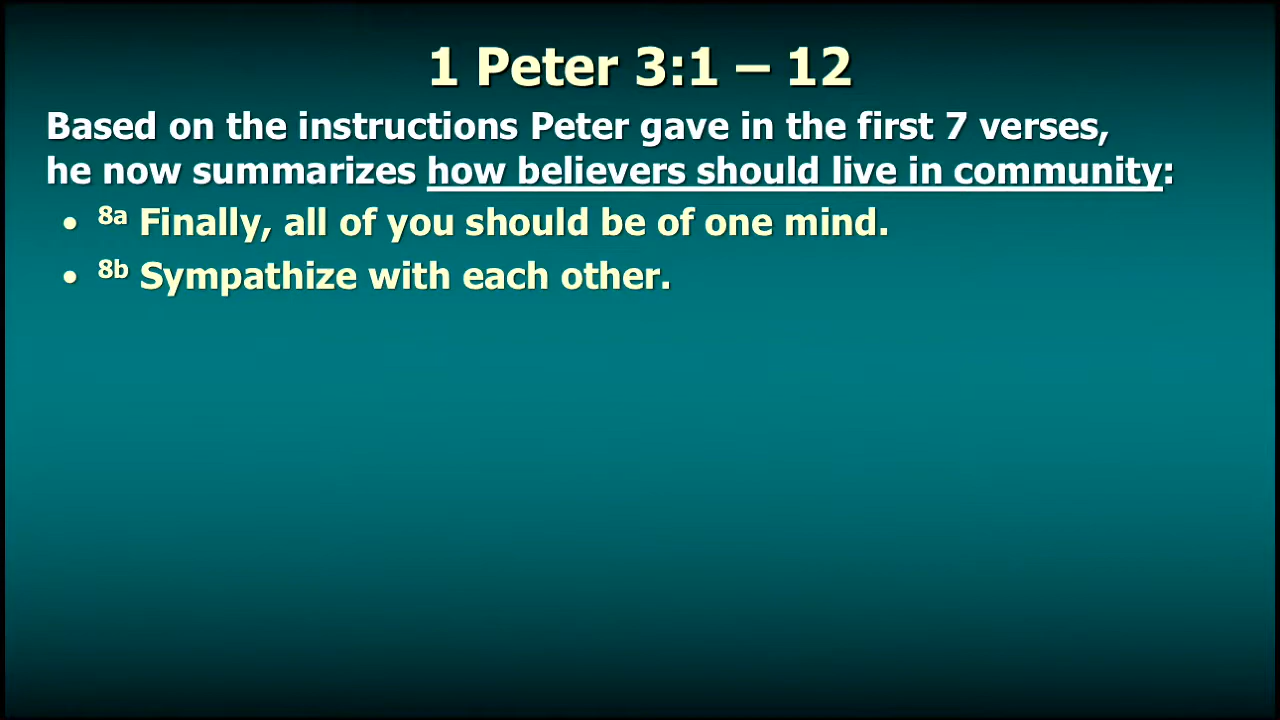 1 Peter 3:1 – 12
Based on the instructions Peter gave in the first 7 verses,
he now summarizes how believers should live in community:
• 8a Finally, all of you should be of one mind.
• 8b Sympathize with each other.